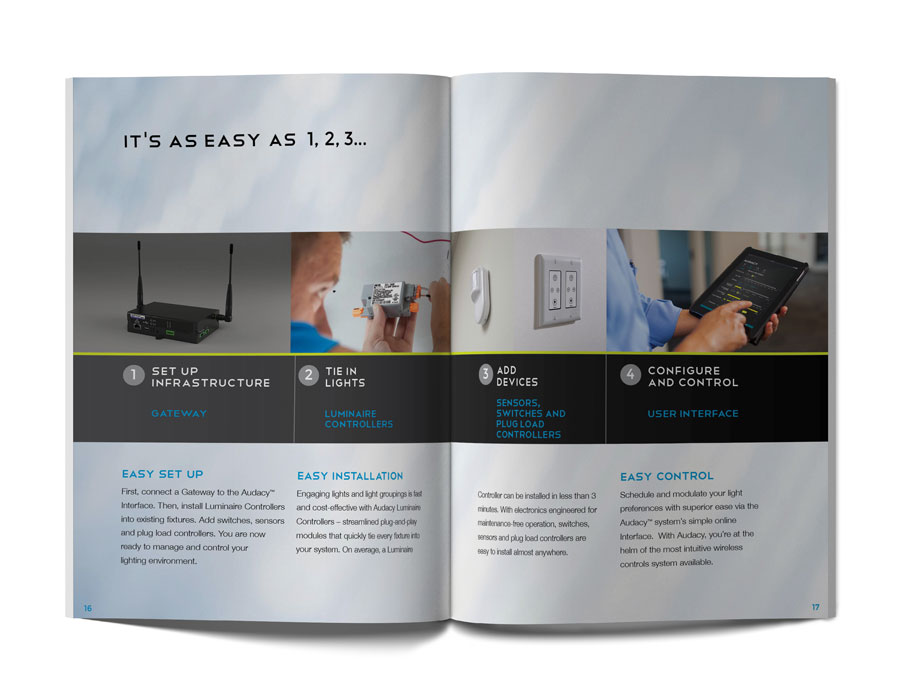 IT'S AS EASY AS 1, 2, 3...
1 SET UP
INFRASTRUCTURE
GATEWAY
2 TIE IN
LIGHTS
LUMINAIRE
CONTROLLERS
3 ADD
DEVICES
SENSORS,
SWITCHES AND
PLUG LOAD
CONTROLLERS
4 CONFIGURE
AND CONTROL
USER INTERFACE
EASY SET UP
First, connect a Gateway to the Audacy™
Interface. Then, install Luminaire Controllers
into existing fixtures. Add switches, sensors
and plug load controllers. You are now
ready to manage and control your
lighting environment.
EASY INSTALLATION
Engaging lights and light groupings is fast
and cost-effective with Audacy Luminaire
Controllers – streamlined plug-and-play
modules that quickly tie every fixture into
your system. On average, a Luminaire
Controller can be installed in less than 3
minutes. With electronics engineered for
maintenance-free operation, switches,
sensors and plug load controllers are
easy to install almost anywhere.
EASY CONTROL
Schedule and modulate your light
preferences with superior ease via the
Audacy™ system's simple online
Interface. With Audacy, you're at the
helm of the most intuitive wireless
controls system available.
16
17